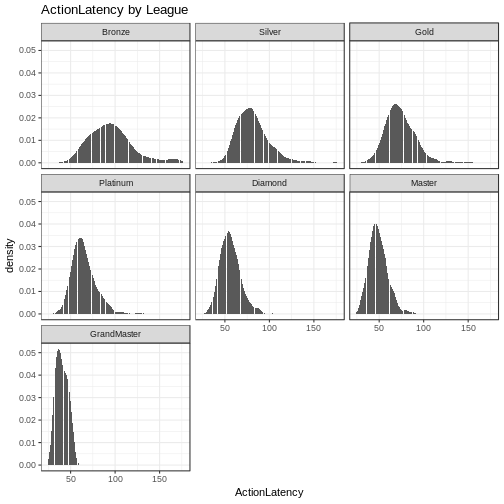 ActionLatency by League
Bronze Silver Gold
0.05
0.04
0.03
0.02
0.01
0.00
Platinum Diamond Master
0.05
0.04
0.03
0.02
0.01
0.00
50 100 150 50 100 150
GrandMaster
0.05
0.04
0.03
0.02
0.01
0.00
50 100 150
density
ActionLatency